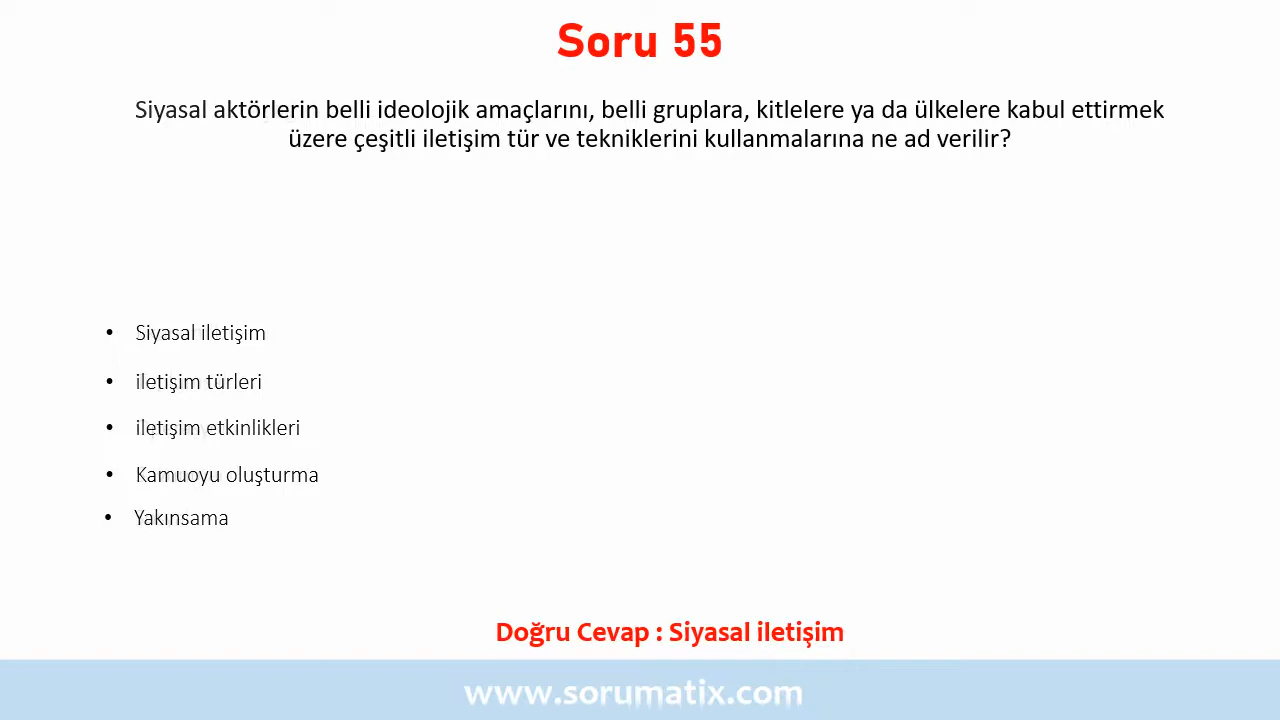 Soru 55
Siyasal aktörlerin belli ideolojik amaçlarını, belli gruplara, kitlelere ya da ülkelere kabul ettirmek
üzere çeşitli iletişim tür ve tekniklerini kullanmalarına ne ad verilir?
• Siyasal iletişim
• iletişim türleri
• iletişim etkinlikleri
• Kamuoyu oluşturma
• Yakınsama
Doğru Cevap : Siyasal iletişim
www.sorumatix.com